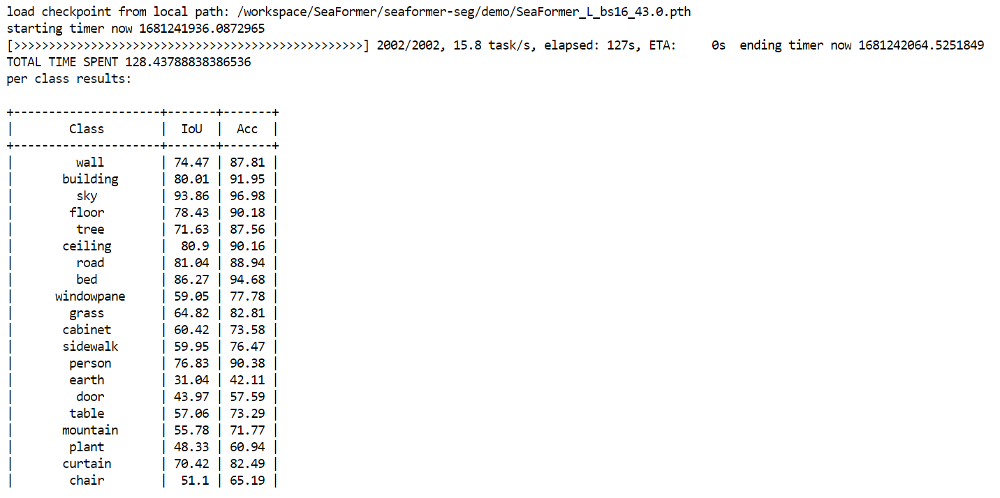 load checkpoint from local path: /workspace/SeaFormer/seaformer-seg/demo/SeaFormer_L_bs16_43.0.pth
starting timer now 1681241936.0872965
[>>>>>>>>>>>>>>>>>>>>>>>>>>>>>>>>>>>>>>>>>>>>>>>>>>] 2002/2002, 15.8 task/s, elapsed: 127s, ETA:     0s  ending timer now 1681242064.5251849
TOTAL TIME SPENT 128.43788838386536
per class results:

+---------------------+-------+-------+
|        Class        |  IoU  |  Acc  |
+---------------------+-------+-------+
|         wall        | 74.47 | 87.81 |
|       building      | 80.01 | 91.95 |
|         sky         | 93.86 | 96.98 |
|        floor        | 78.43 | 90.18 |
|         tree        | 71.63 | 87.56 |
|       ceiling       |  80.9 | 90.16 |
|         road        | 81.04 | 88.94 |
|         bed         | 86.27 | 94.68 |
|      windowpane     | 59.05 | 77.78 |
|        grass        | 64.82 | 82.81 |
|       cabinet       | 60.42 | 73.58 |
|       sidewalk      | 59.95 | 76.47 |
|        person       | 76.83 | 90.38 |
|        earth        | 31.04 | 42.11 |
|         door        | 43.97 | 57.59 |
|        table        | 57.06 | 73.29 |
|       mountain      | 55.78 | 71.77 |
|        plant        | 48.33 | 60.94 |
|       curtain       | 70.42 | 82.49 |
|        chair        |  51.1 | 65.19 |